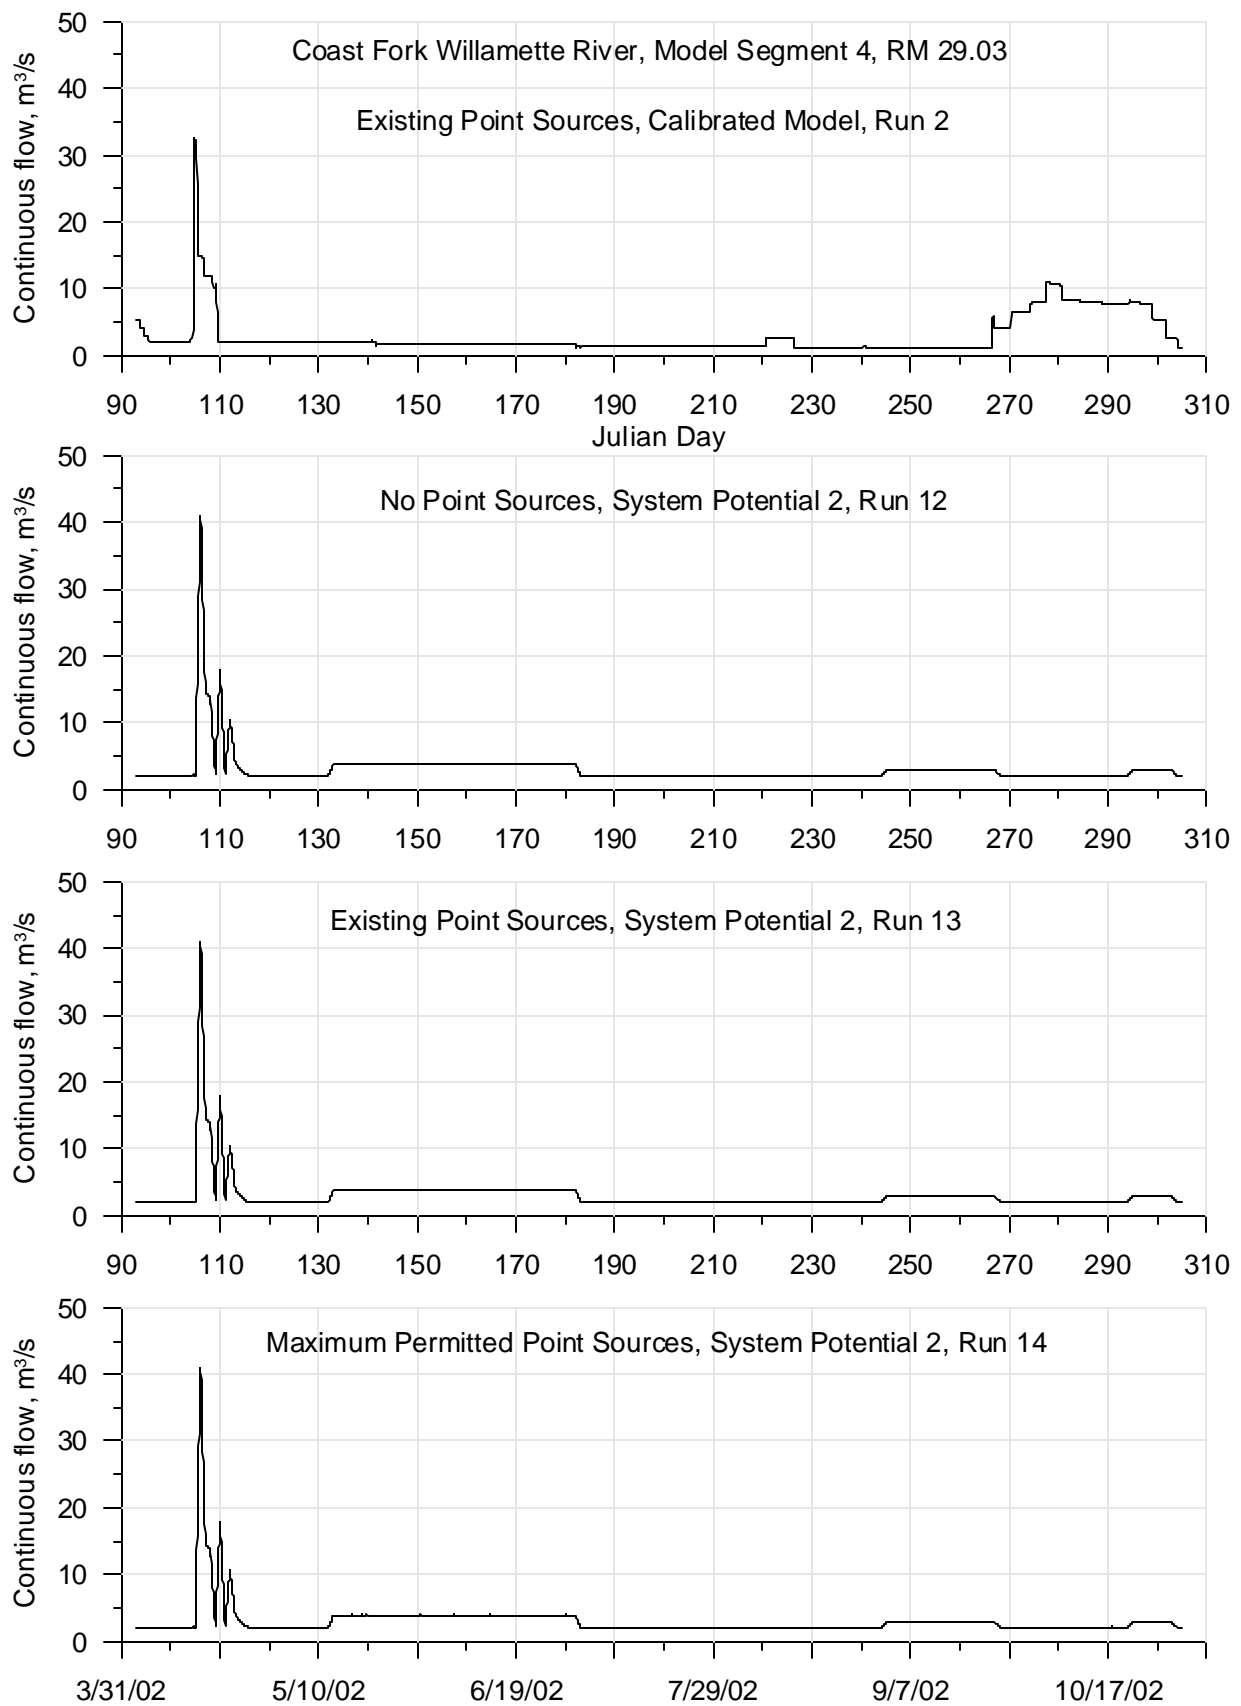 50
Coast Fork Willamette River, Model Segment 4, RM 29.03
40
Existing Point Sources, Calibrated Model, Run 2
30
20
10
0
Continuous flow, m³/s
90 110 130 150 170 190 210 230 250 270 290 310
Julian Day
50
No Point Sources, System Potential 2, Run 12
40
30
20
10
0
Continuous flow, m³/s
90 110 130 150 170 190 210 230 250 270 290 310
50
Existing Point Sources, System Potential 2, Run 13
40
30
20
10
0
Continuous flow, m³/s
90 110 130 150 170 190 210 230 250 270 290 310
50
Maximum Permitted Point Sources, System Potential 2, Run 14
40
30
20
10
0
Continuous flow, m³/s
3/31/02 5/10/02 6/19/02 7/29/02 9/7/02 10/17/02